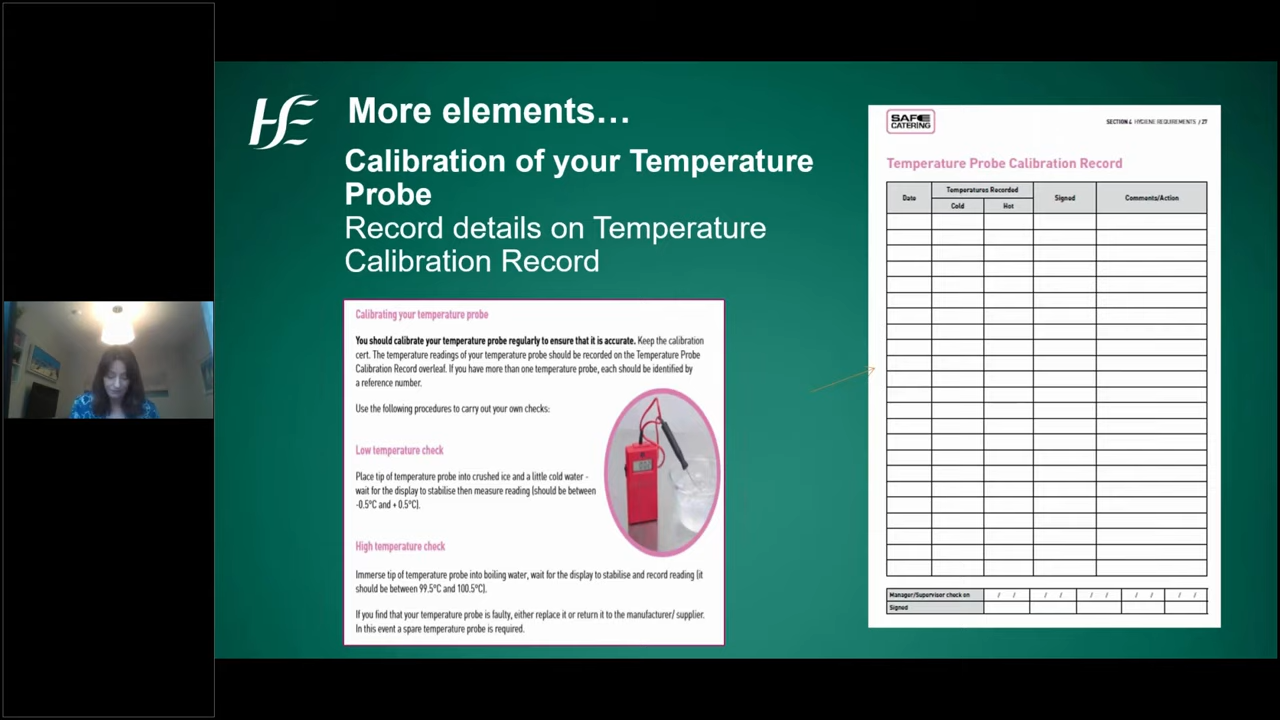 HSE
More elements…
Calibration of your Temperature
Probe
Record details on Temperature
Calibration Record
Calibrating your temperature probe
You should calibrate your temperature probe regularly to ensure that it is accurate. Keep the calibration
cert. The temperature readings of your temperature probe should be recorded on the Temperature Probe
Calibration Record overleaf. If you have more than one temperature probe, each should be identified by
a reference number.
Use the following procedures to carry out your own checks:
Low temperature check
Place tip of temperature probe into crushed ice and a little cold water -
wait for the display to stabilise then measure reading (should be between
-0.5°C and + 0.5°C).
High temperature check
Immerse tip of temperature probe into boiling water, wait for the display to stabilise and record reading (it
should be between 99.5°C and 100.5°C).
If you find that your temperature probe is faulty, either replace it or return it to the manufacturer/ supplier.
In this event a spare temperature probe is required.
SAFE
CATERING
SECTION 4 HYGIENE REQUIREMENTS / 27
Temperature Probe Calibration Record
Date Temperatures Recorded Signed Comments/Action
Cold Hot
Manager/Supervisor check on / / / / / / / / / /
Signed